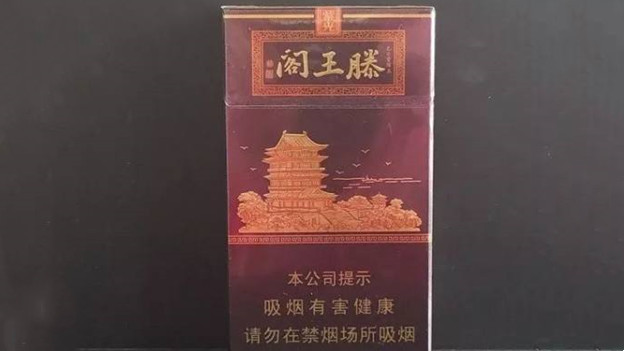 阁王滕
本公司提示
吸烟有害健康
请勿在禁烟场所吸烟